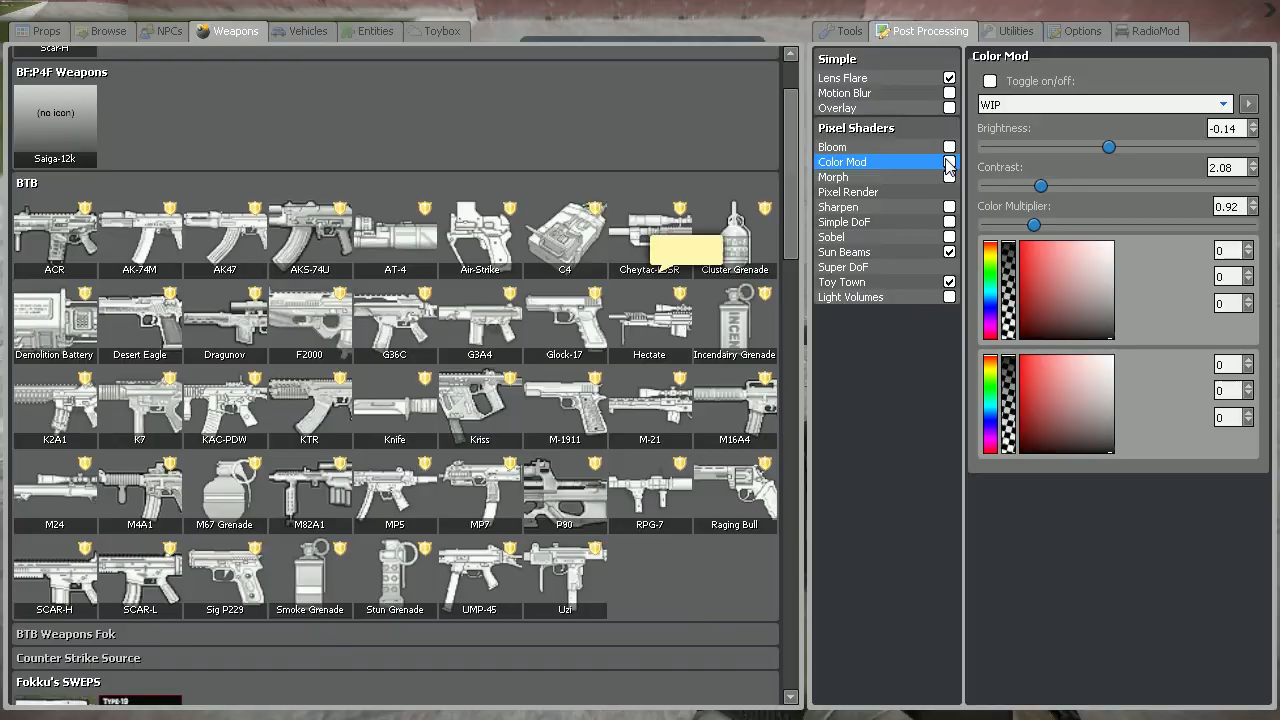 Props
Browse
NPCs
Weapons
Vehicles
Entities
Toybox
Tools
Post Processing
Utilities
Options
RadioMod
Scar-H
BF:P4F Weapons
(no icon)
Saiga-12k
BTB
ACR
AK-74M
AK47
AKS-74U
AT-4
Air-Strike
C4
Cluster Grenade
Demolition Battery
Desert Eagle
Dragunov
F2000
G36C
G3A4
Glock-17
Hectate
Incendiary Grenade
INCEN
K2A1
K7
KAC-PDW
KTR
Knife
Kriss
M-1911
M-21
M16A4
M24
M4A1
M67 Grenade
M82A1
MP5
MP7
P90
RPG-7
Raging Bull
SCAR-H
SCAR-L
Sig P229
Smoke Grenade
Stun Grenade
UMP-45
Uzi
BTB Weapons Fok
Counter Strike Source
Fokku's SWEPS
TYPE-19
Simple
Lens Flare
Motion Blur
Overlay
Pixel Shaders
Bloom
Color Mod
Morph
Pixel Render
Sharpen
Simple DoF
Sobel
Sun Beams
Super DoF
Toy Town
Light Volumes
Color Mod
Toggle on/off:
WIP
Brightness:
-0.14
Contrast:
2.08
Color Multiplier:
0.92
0
0
0
0
0
0